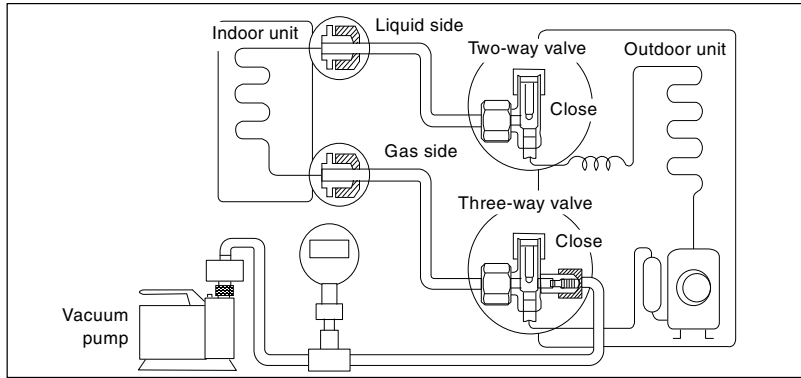 Indoor unit
Liquid side
Two-way valve
Outdoor unit
Close
Gas side
Three-way valve
Close
Vacuum
pump